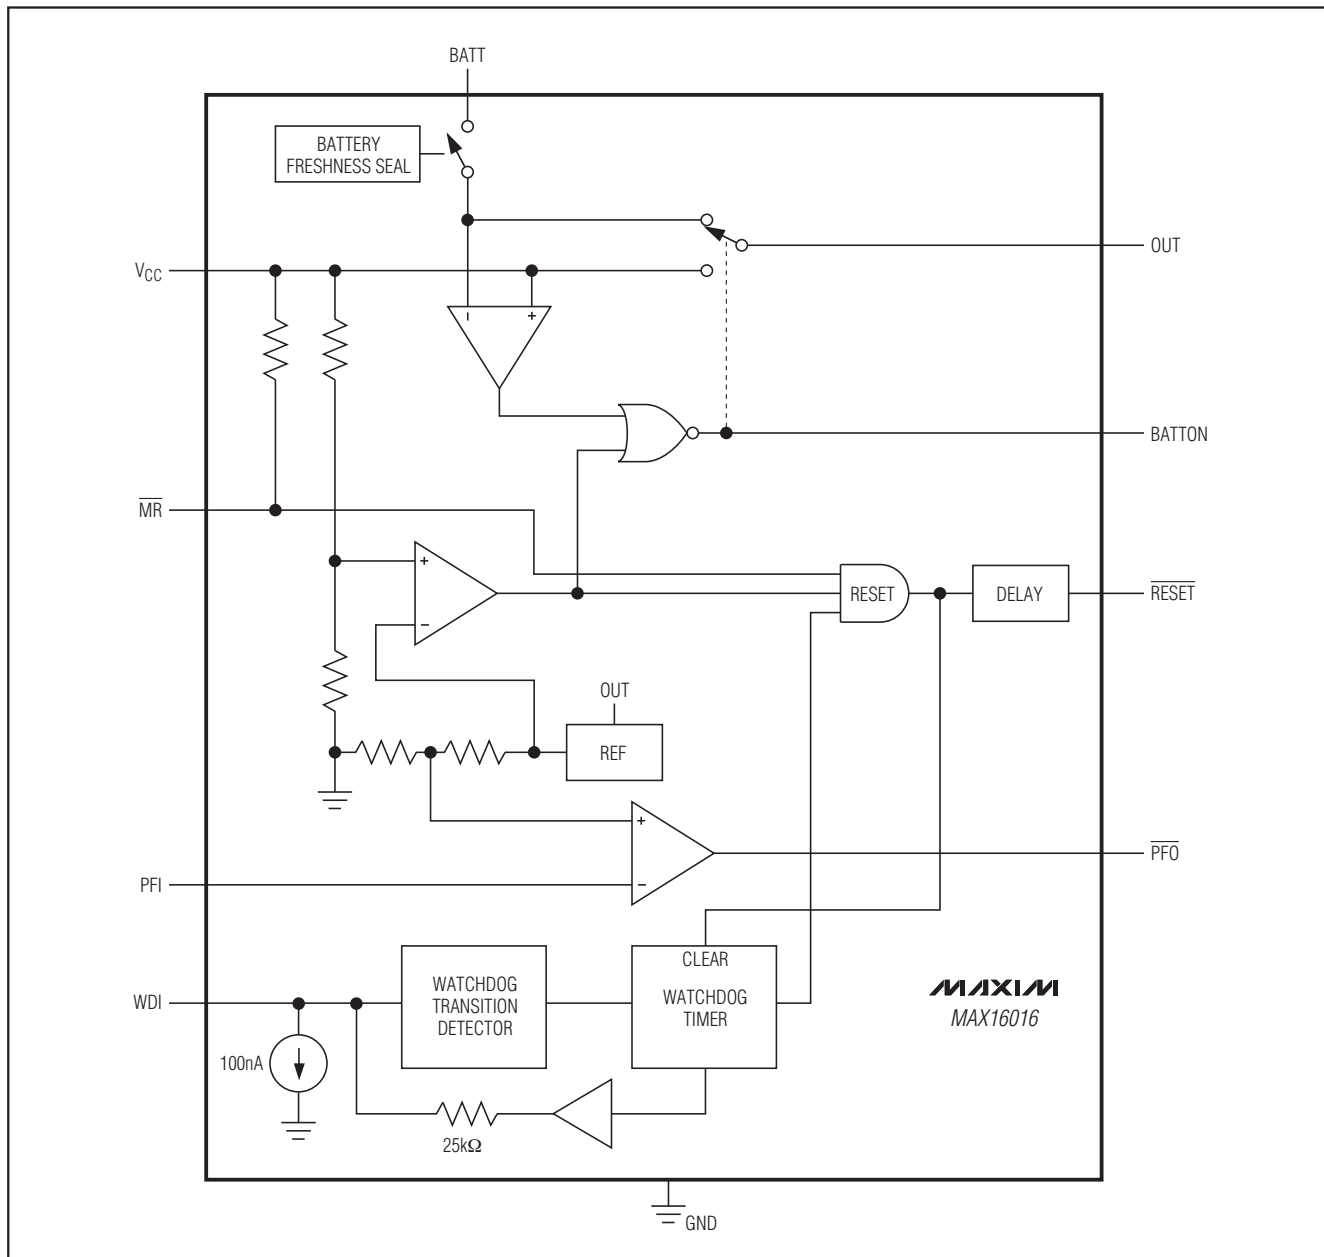 BATT
BATTERY
FRESHNESS SEAL
OUT
VCC
BATTON
MR
RESET
DELAY
RESET
OUT
REF
PFO
PFI
CLEAR
WATCHDOG
TIMER
WATCHDOG
TRANSITION
DETECTOR
WDI
MAXIM
MAX16016
100nA
25kΩ
GND
+
−
+
−
+
−